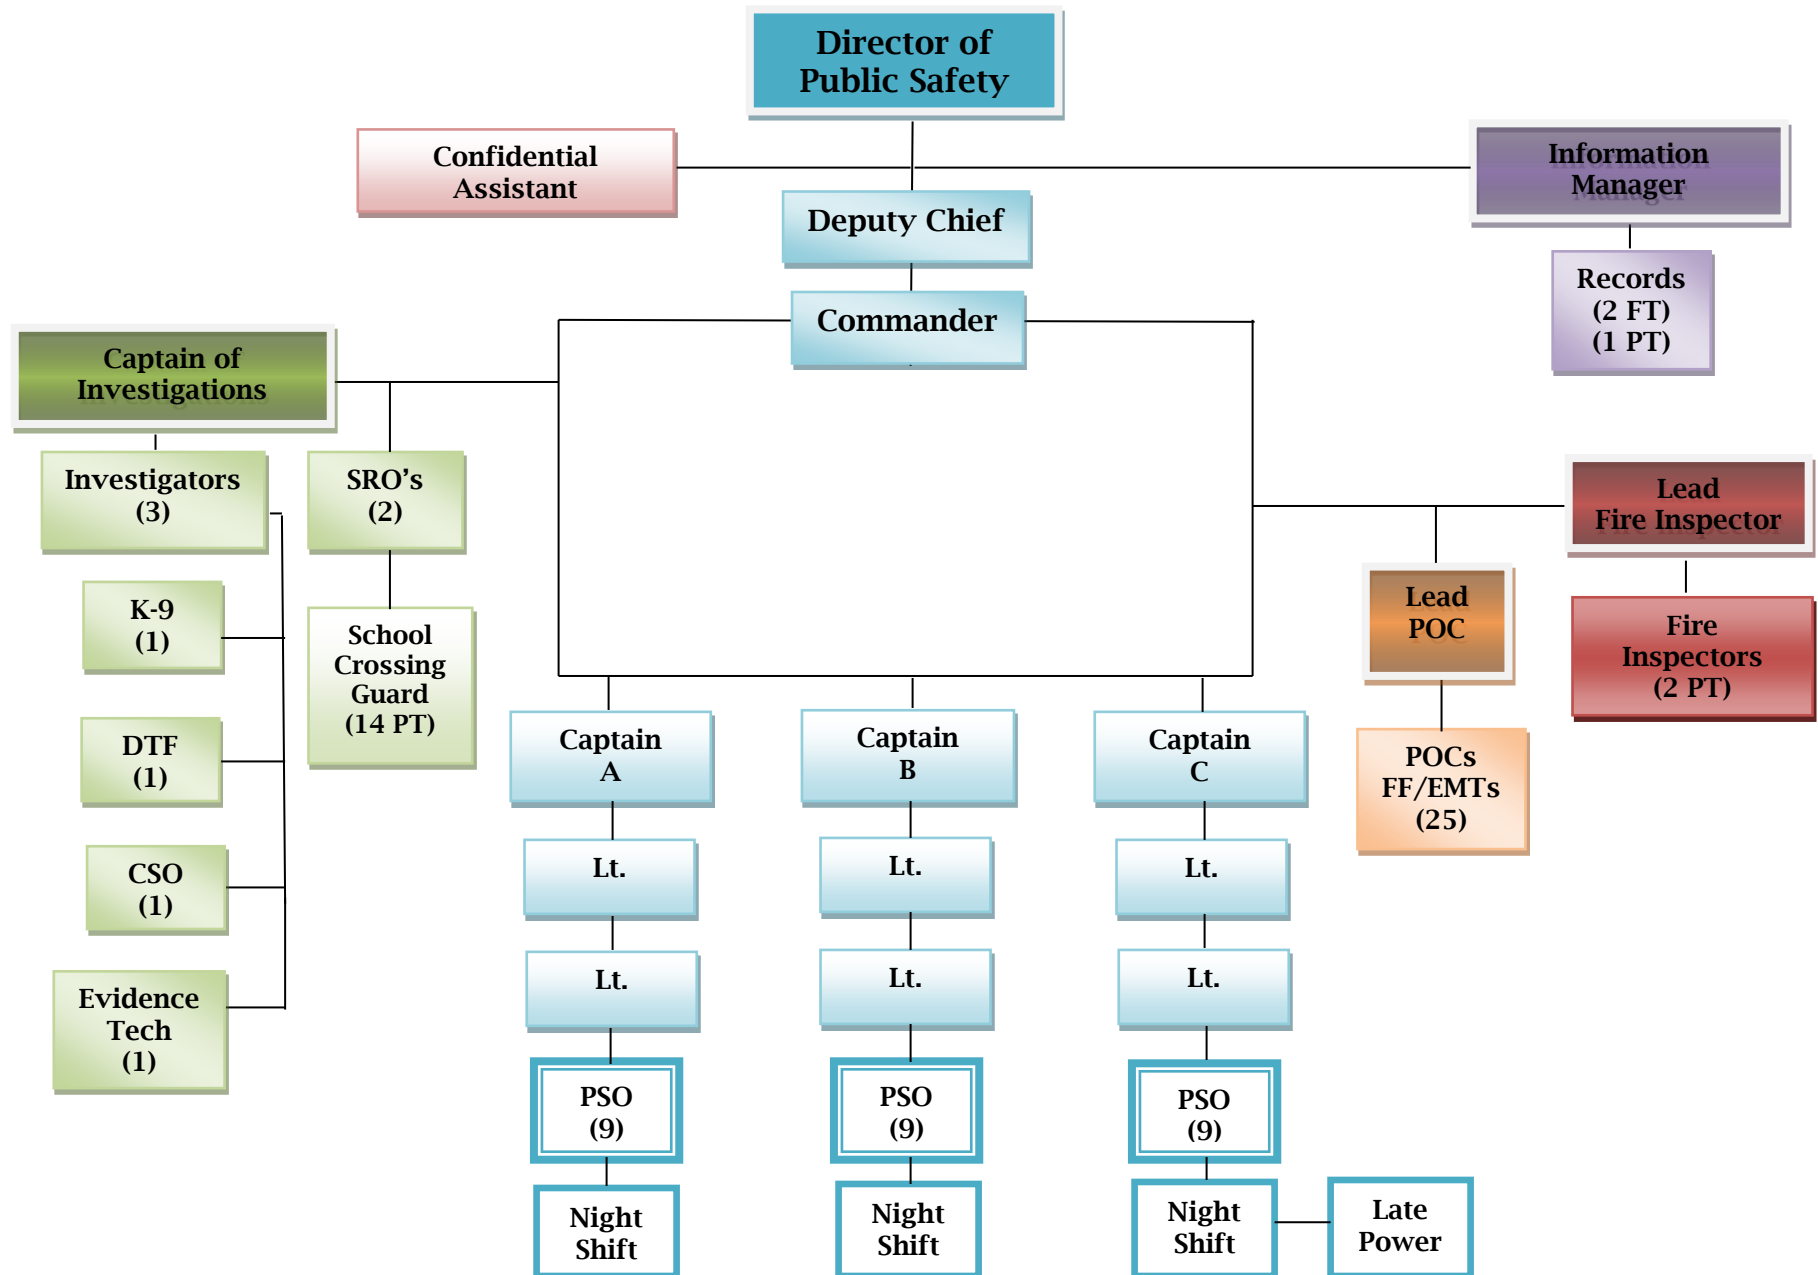 Director of
Public Safety
Confidential
Assistant
Information
Manager
Deputy Chief
Records
(2 FT)
(1 PT)
Commander
Captain of
Investigations
Investigators
(3)
SRO’s
(2)
Lead
Fire Inspector
K-9
(1)
School
Crossing
Guard
(14 PT)
Lead
POC
Fire
Inspectors
(2 PT)
DTF
(1)
Captain
A
Captain
B
Captain
C
POCs
FF/EMTs
(25)
CSO
(1)
Lt.
Lt.
Lt.
Evidence
Tech
(1)
Lt.
Lt.
Lt.
PSO
(9)
PSO
(9)
PSO
(9)
Night
Shift
Night
Shift
Night
Shift
Late
Power